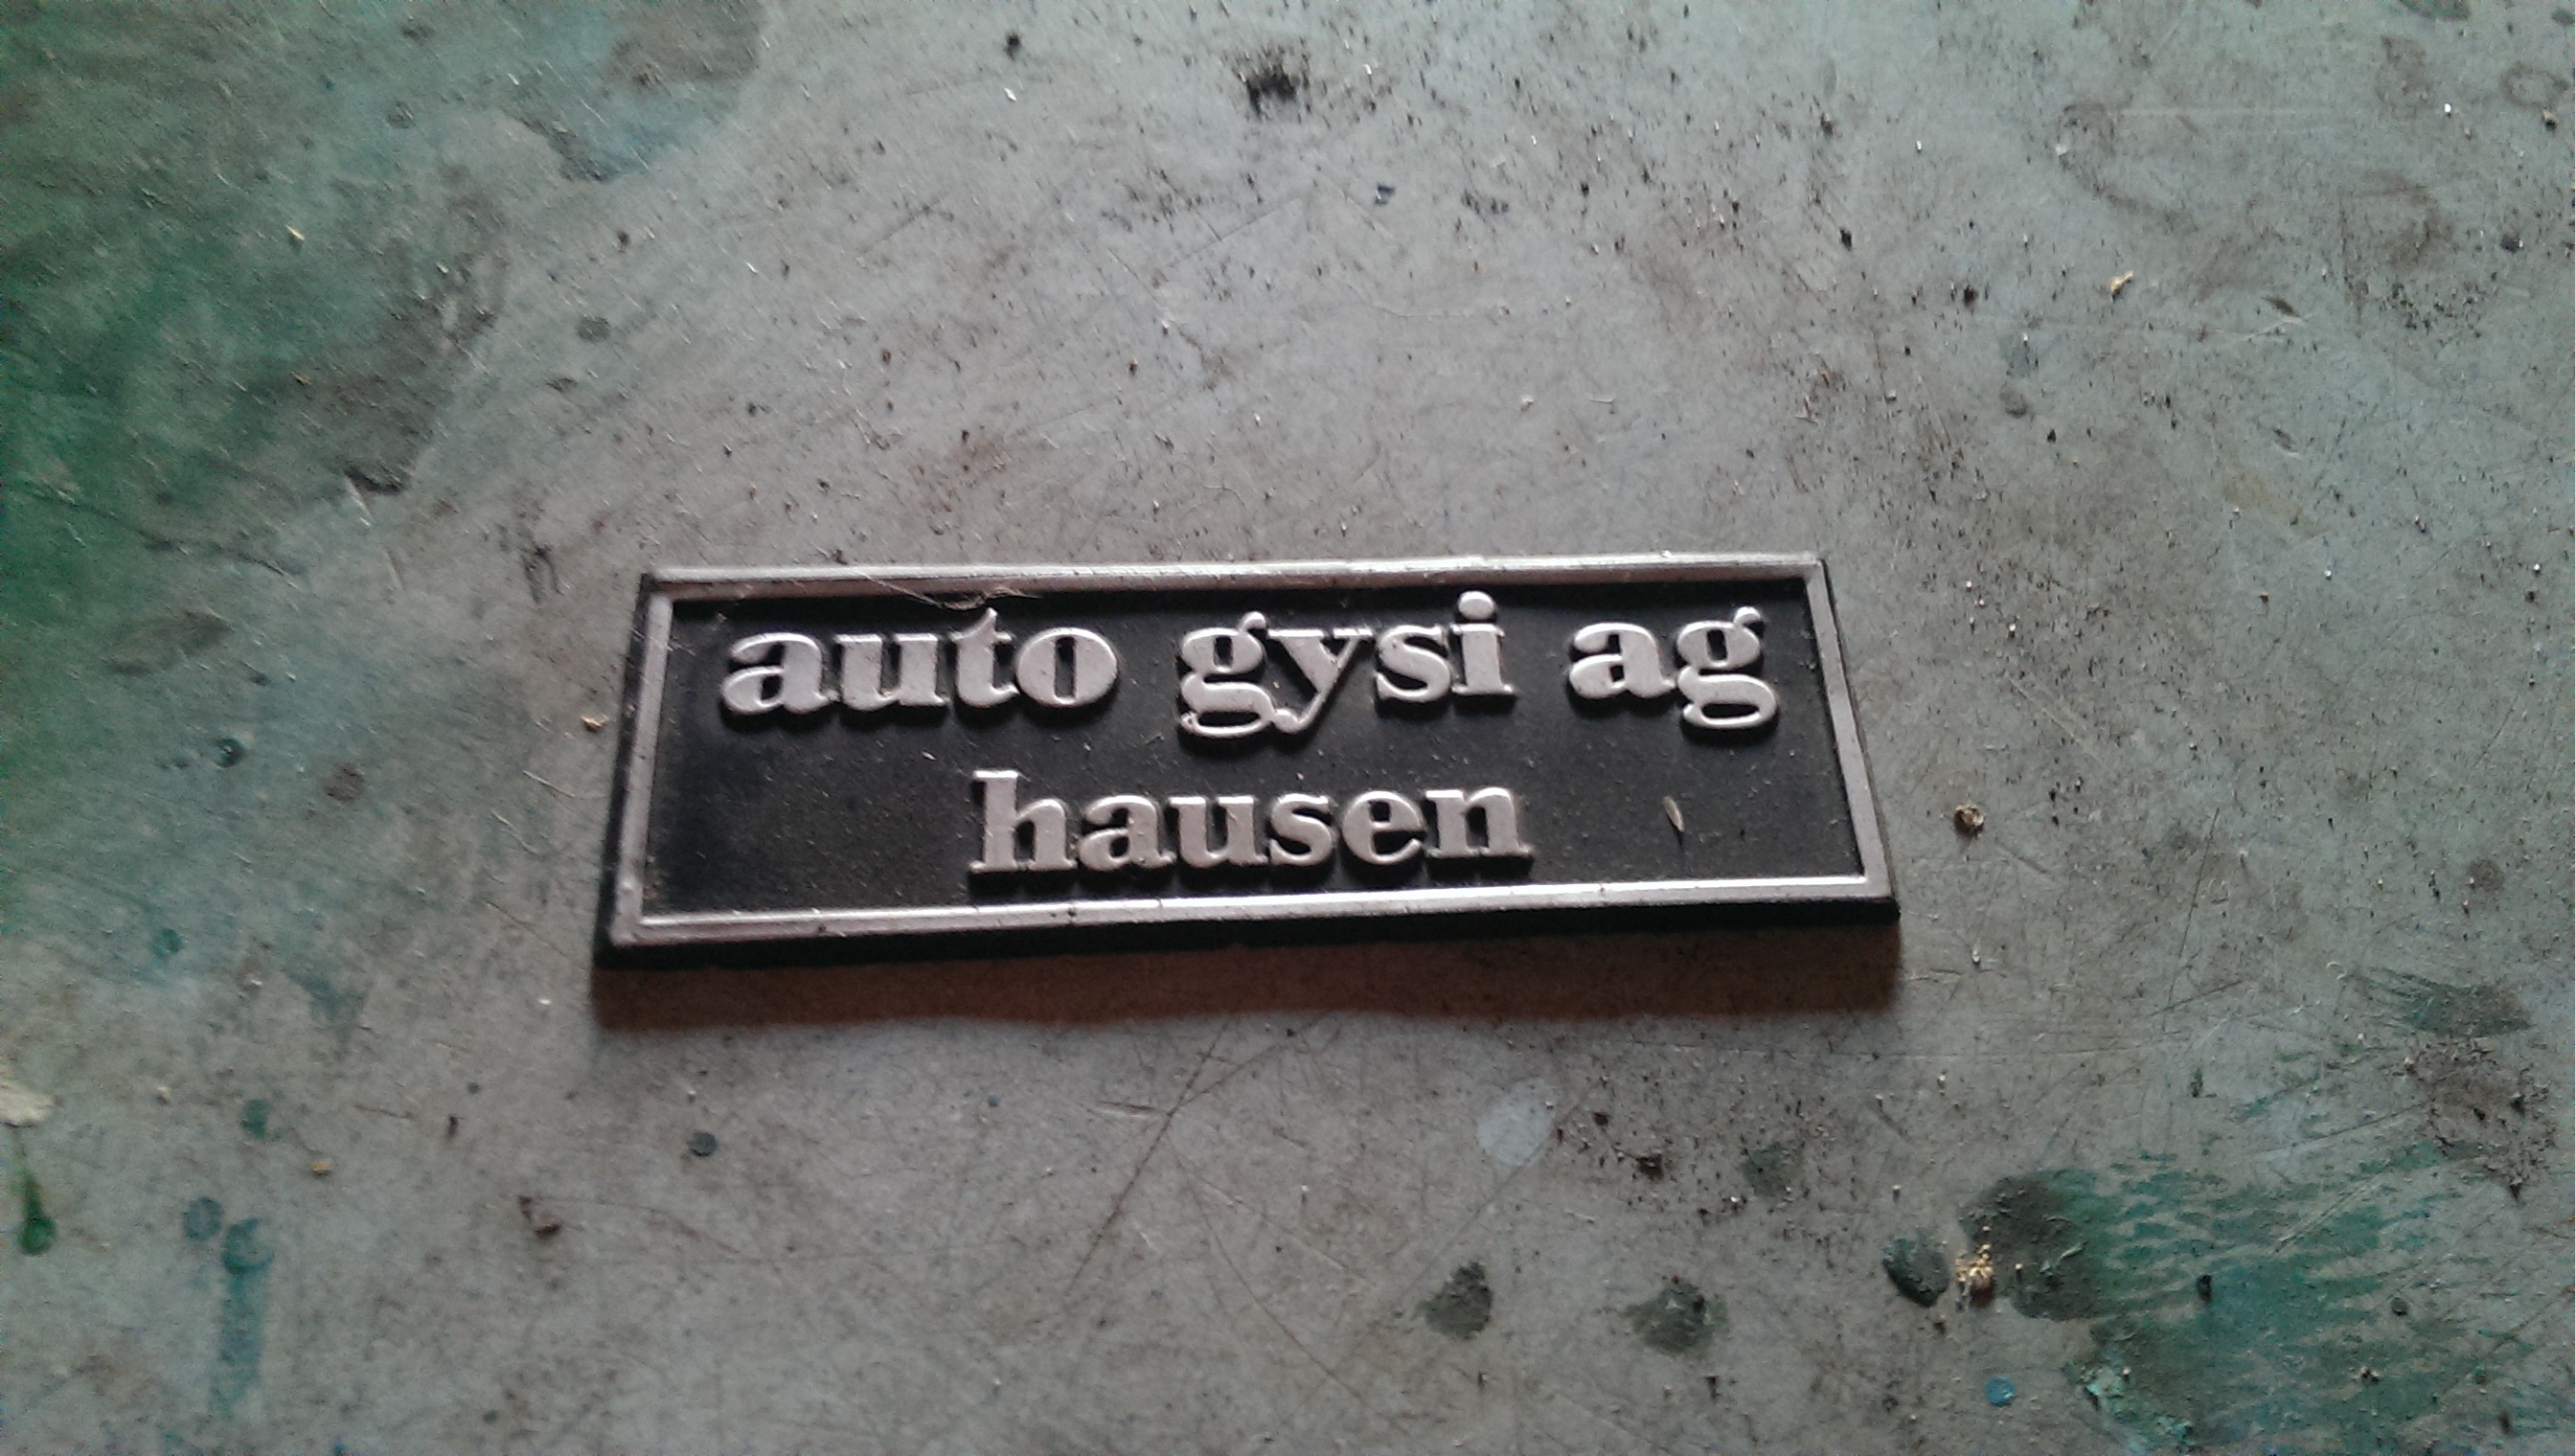 auto gysi ag
hausen